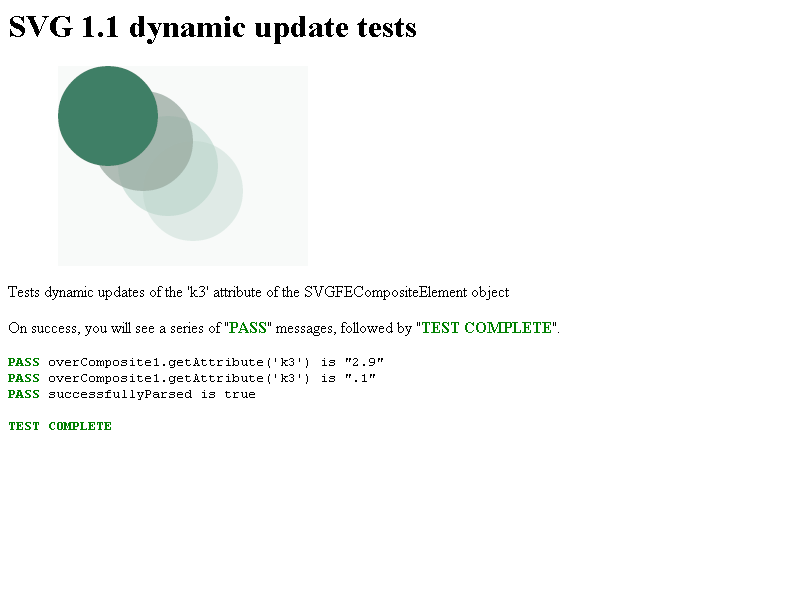 SVG 1.1 dynamic update tests
Tests dynamic updates of the 'k3' attribute of the SVGFECompositeElement object
On success, you will see a series of "PASS" messages, followed by "TEST COMPLETE".
PASS overComposite1.getAttribute('k3') is "2.9"
PASS overComposite1.getAttribute('k3') is ".1"
PASS successfullyParsed is true
TEST COMPLETE